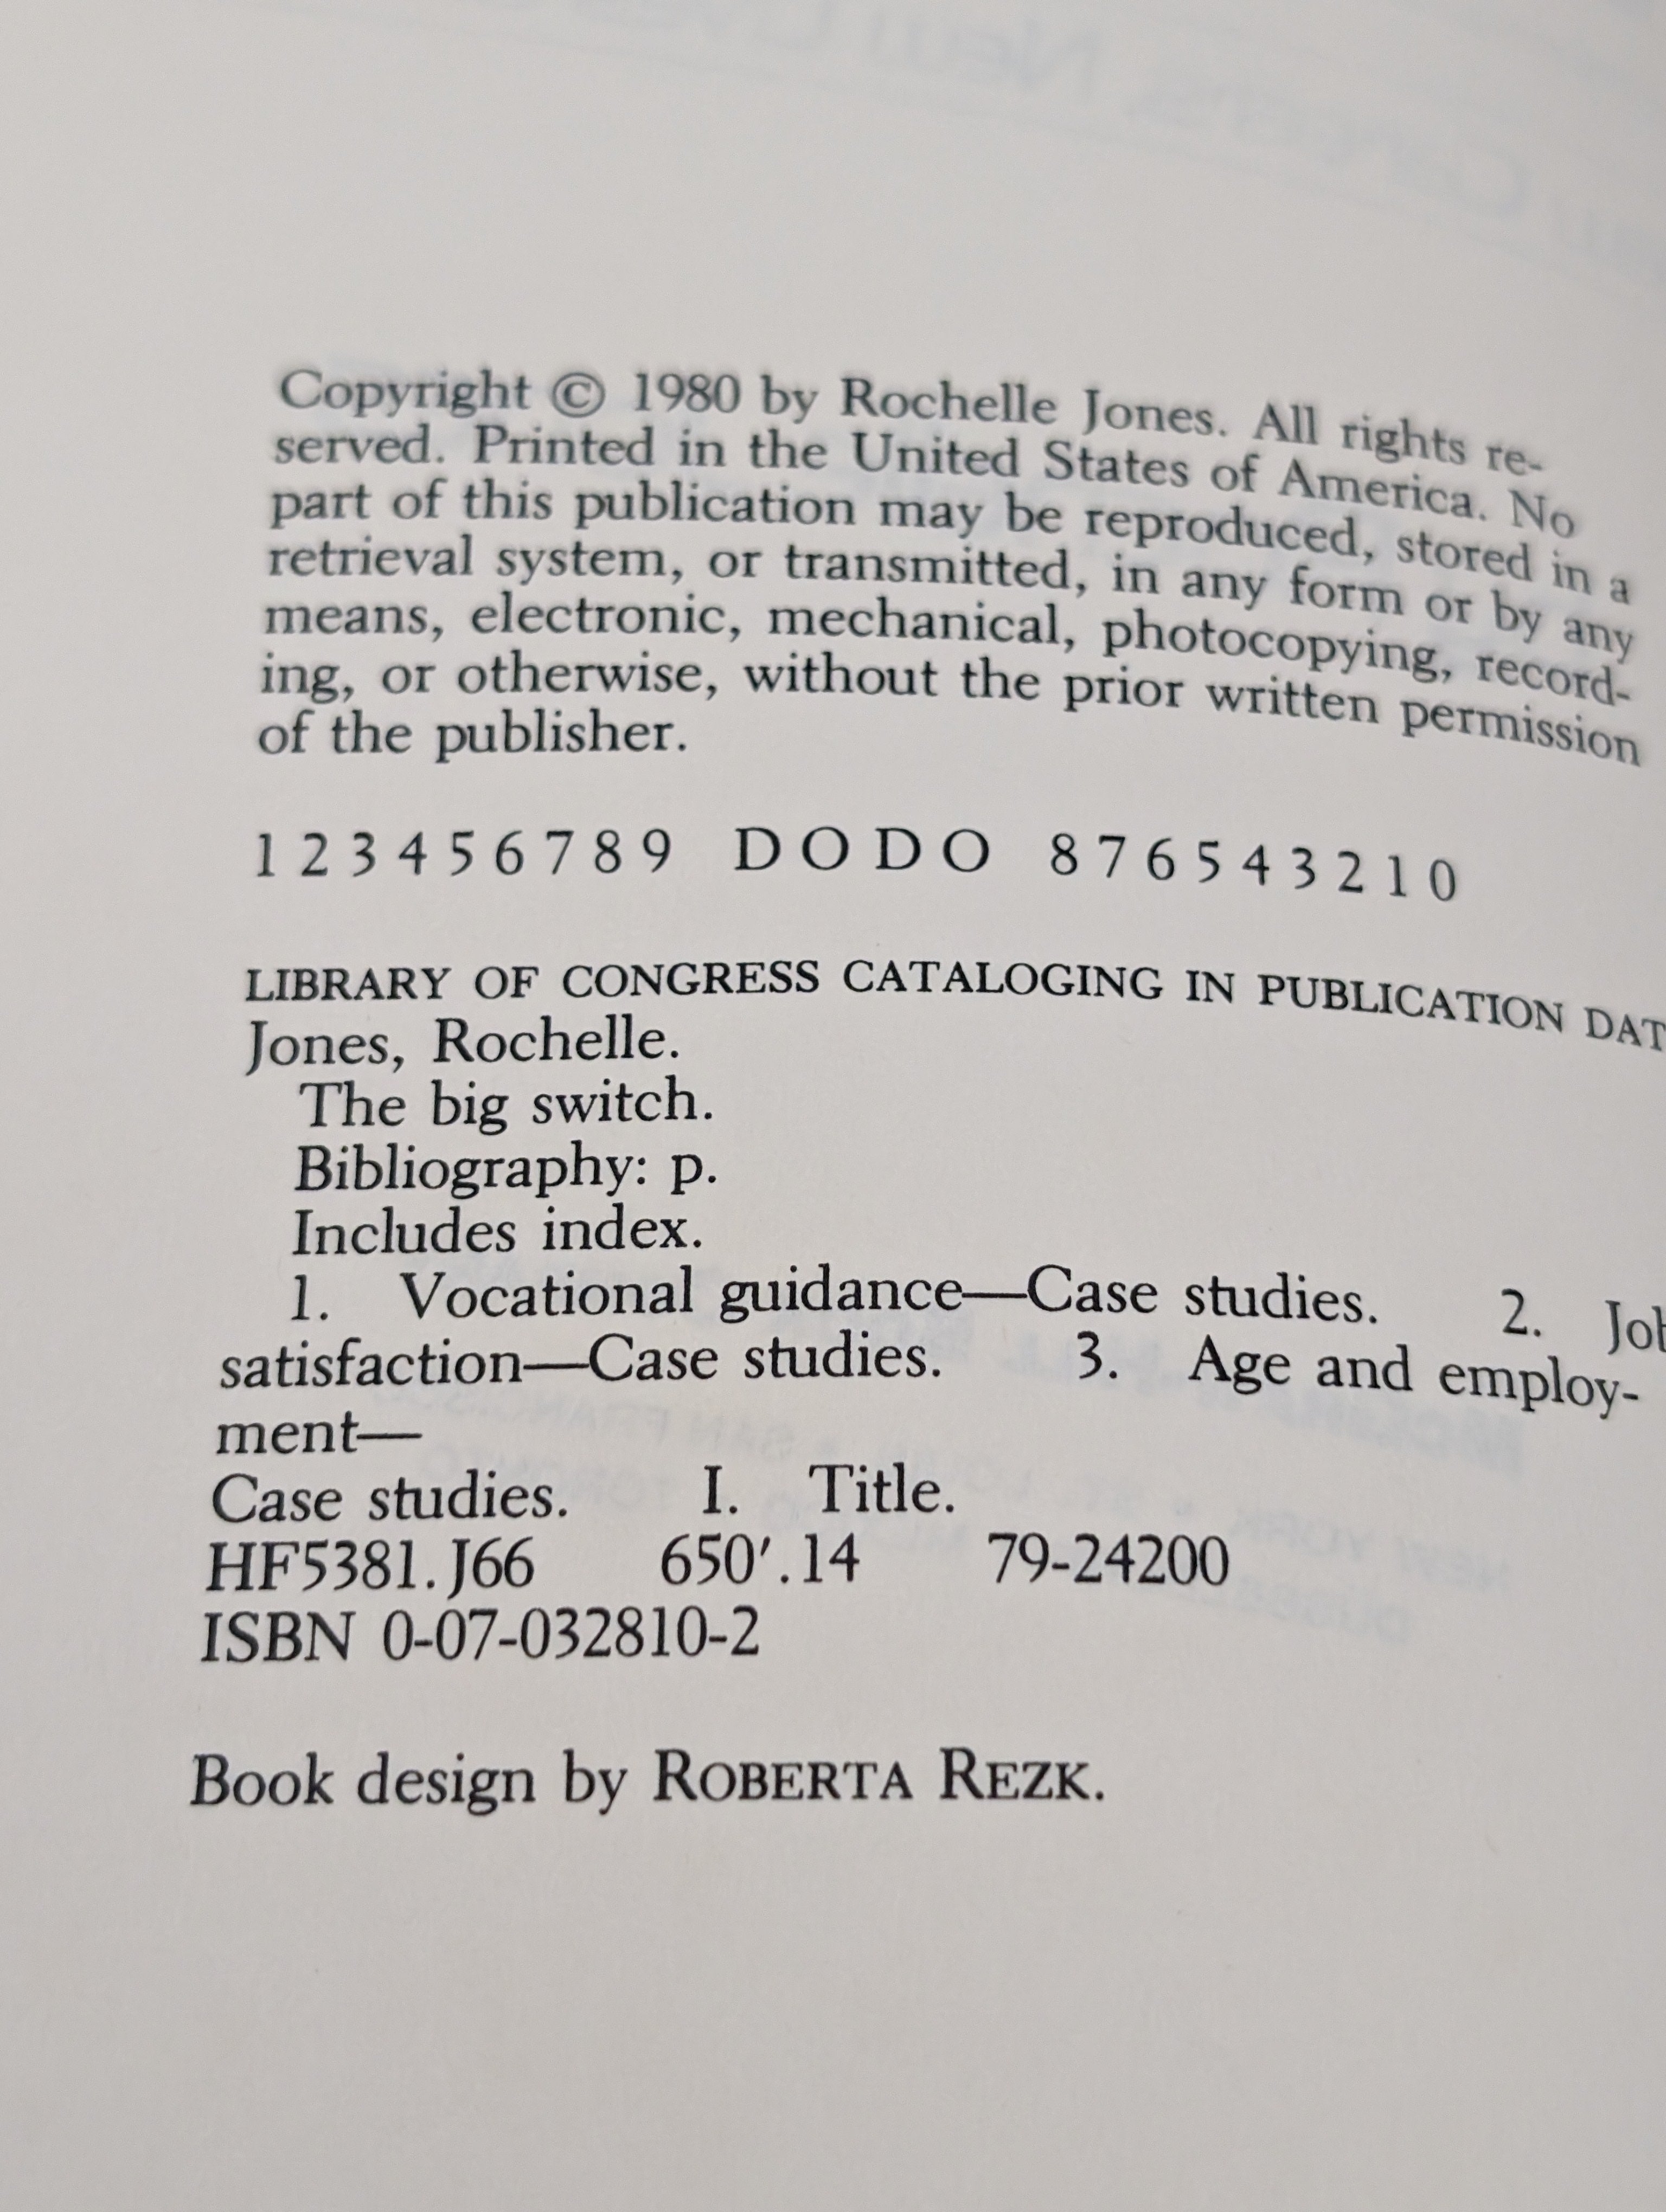 Copyright © 1980 by Rochelle Jones. All rights re-
served. Printed in the United States of America. No
part of this publication may be reproduced, stored in a
retrieval system, or transmitted, in any form or by any
means, electronic, mechanical, photocopying, record-
ing, or otherwise, without the prior written permission
of the publisher.
1 2 3 4 5 6 7 8 9 D O D O 8 7 6 5 4 3 2 1 0
LIBRARY OF CONGRESS CATALOGING IN PUBLICATION DAT
Jones, Rochelle.
The big switch.
Bibliography: p.
Includes index.
1. Vocational guidance—Case studies. 2. Job
satisfaction—Case studies. 3. Age and employ-
ment—
Case studies. I. Title.
HF5381.J66 650′.14 79-24200
ISBN 0-07-032810-2
Book design by ROBERTA REZK.